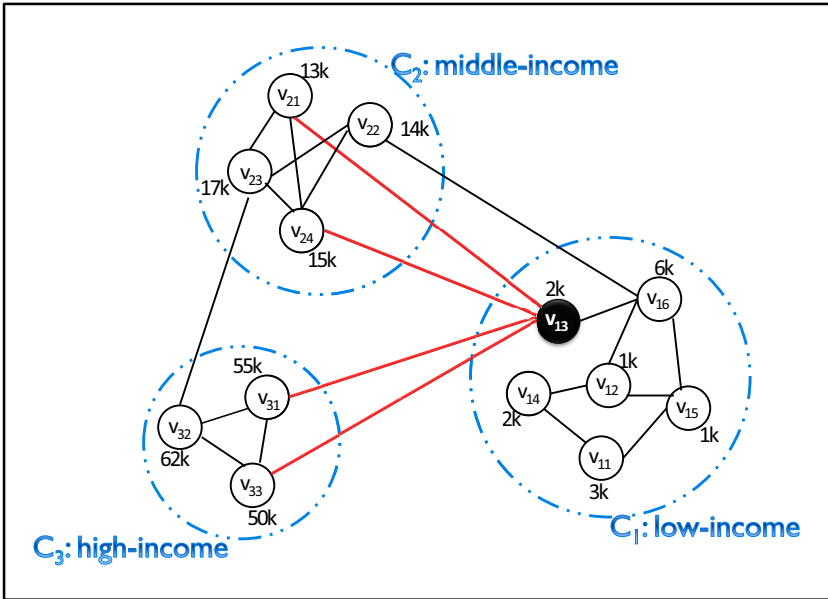 C2: middle-income
13k
v21
v22
14k
v23
17k
v24
15k
6k
2k
v16
v13
55k
1k
v31
v14
v12
v15
2k
v32
1k
62k
v11
v33
3k
50k
C1: low-income
C3: high-income